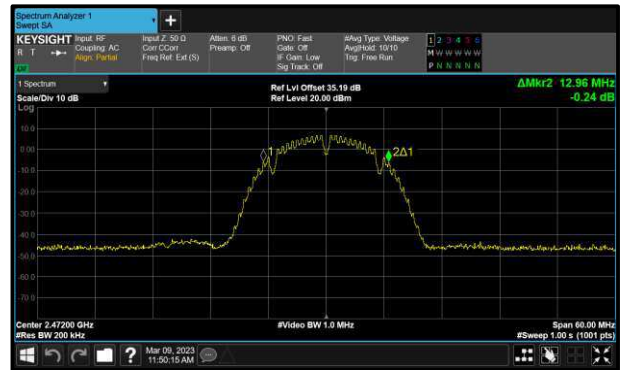 Spectrum Analyzer 1
Swept SA
+
KEYSIGHT Input: RF Input Z: 50 Ω Atten: 6 dB PNO: Fast #Avg Type: Voltage 1 2 3 4 5 6
R T Coupling: AC Corr CCorr Preamp: Off Gate: Off Avg|Hold: 10/10 M W W W W W
Align: Partial Freq Ref: Ext (S) IF Gain: Low Trig: Free Run
Sig Track: Off P N N N N N
1 Spectrum Ref Lvl Offset 35.19 dB ΔMkr2 12.96 MHz
Scale/Div 10 dB Ref Level 20.00 dBm -0.24 dB
Log
10.0
0.00
1 2Δ1
-10.0
-20.0
-30.0
-40.0
-50.0
-60.0
-70.0
Center 2.47200 GHz #Video BW 1.0 MHz Span 60.00 MHz
#Res BW 200 kHz #Sweep 1.00 s (1001 pts)
? Mar 09, 2023
11:50:15 AM